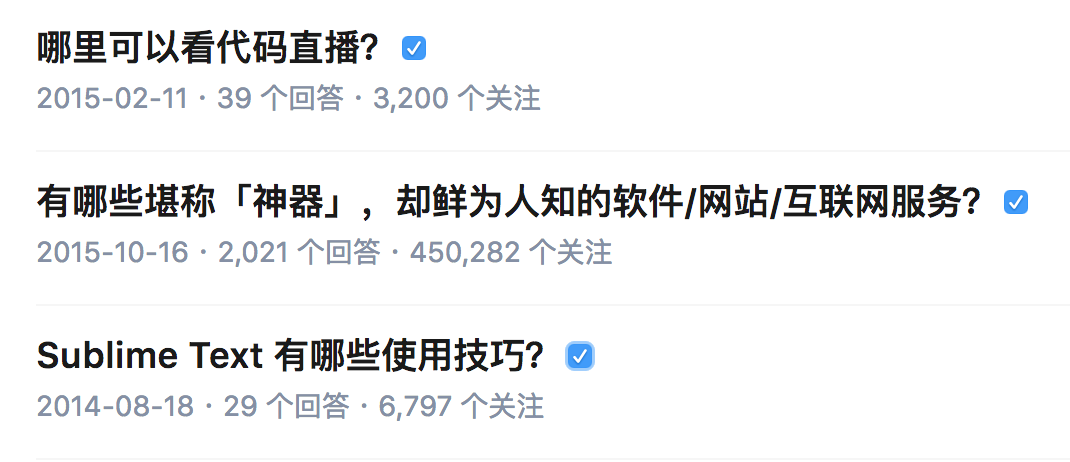 哪里可以看代码直播?
2015-02-11 · 39 个回答 · 3,200 个关注
有哪些堪称「神器」，却鲜为人知的软件/网站/互联网服务?
2015-10-16 · 2,021 个回答 · 450,282 个关注
Sublime Text 有哪些使用技巧?
2014-08-18 · 29 个回答 · 6,797 个关注